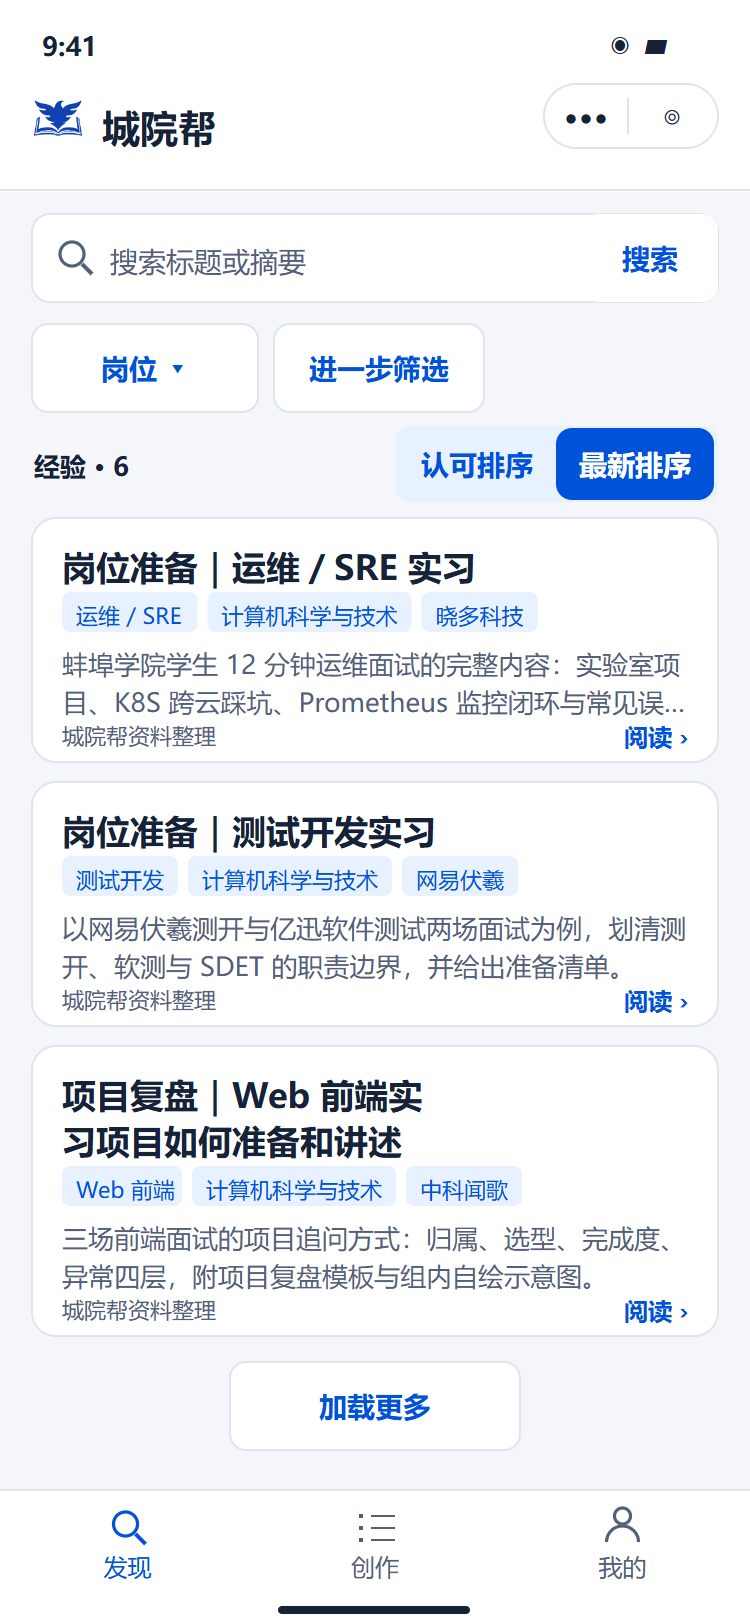 9:41
城院帮
搜索标题或摘要
搜索
岗位
进一步筛选
经验 • 6
认可排序
最新排序
岗位准备｜运维 / SRE 实习
运维 / SRE
计算机科学与技术
晓多科技
蚌埠学院学生 12 分钟运维面试的完整内容：实验室项
目、K8S 跨云踩坑、Prometheus 监控闭环与常见误...
城院帮资料整理
阅读 ›
岗位准备｜测试开发实习
测试开发
计算机科学与技术
网易伏羲
以网易伏羲测开与亿迅软件测试两场面试为例，划清测
开、软测与 SDET 的职责边界，并给出准备清单。
城院帮资料整理
阅读 ›
项目复盘｜Web 前端实
习项目如何准备和讲述
Web 前端
计算机科学与技术
中科闻歌
三场前端面试的项目追问方式：归属、选型、完成度、
异常四层，附项目复盘模板与组内自绘示意图。
城院帮资料整理
阅读 ›
加载更多
发现
创作
我的